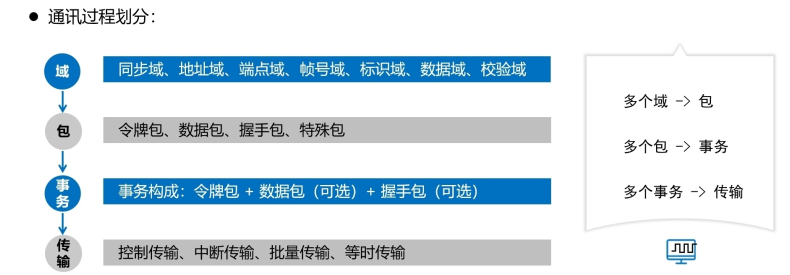 ● 通讯过程划分：
域
同步域、地址域、端点域、帧号域、标识域、数据域、校验域
包
令牌包、数据包、握手包、特殊包
事务
事务构成：令牌包 + 数据包（可选）+ 握手包（可选）
传输
控制传输、中断传输、批量传输、等时传输
多个域 -> 包
多个包 -> 事务
多个事务 -> 传输